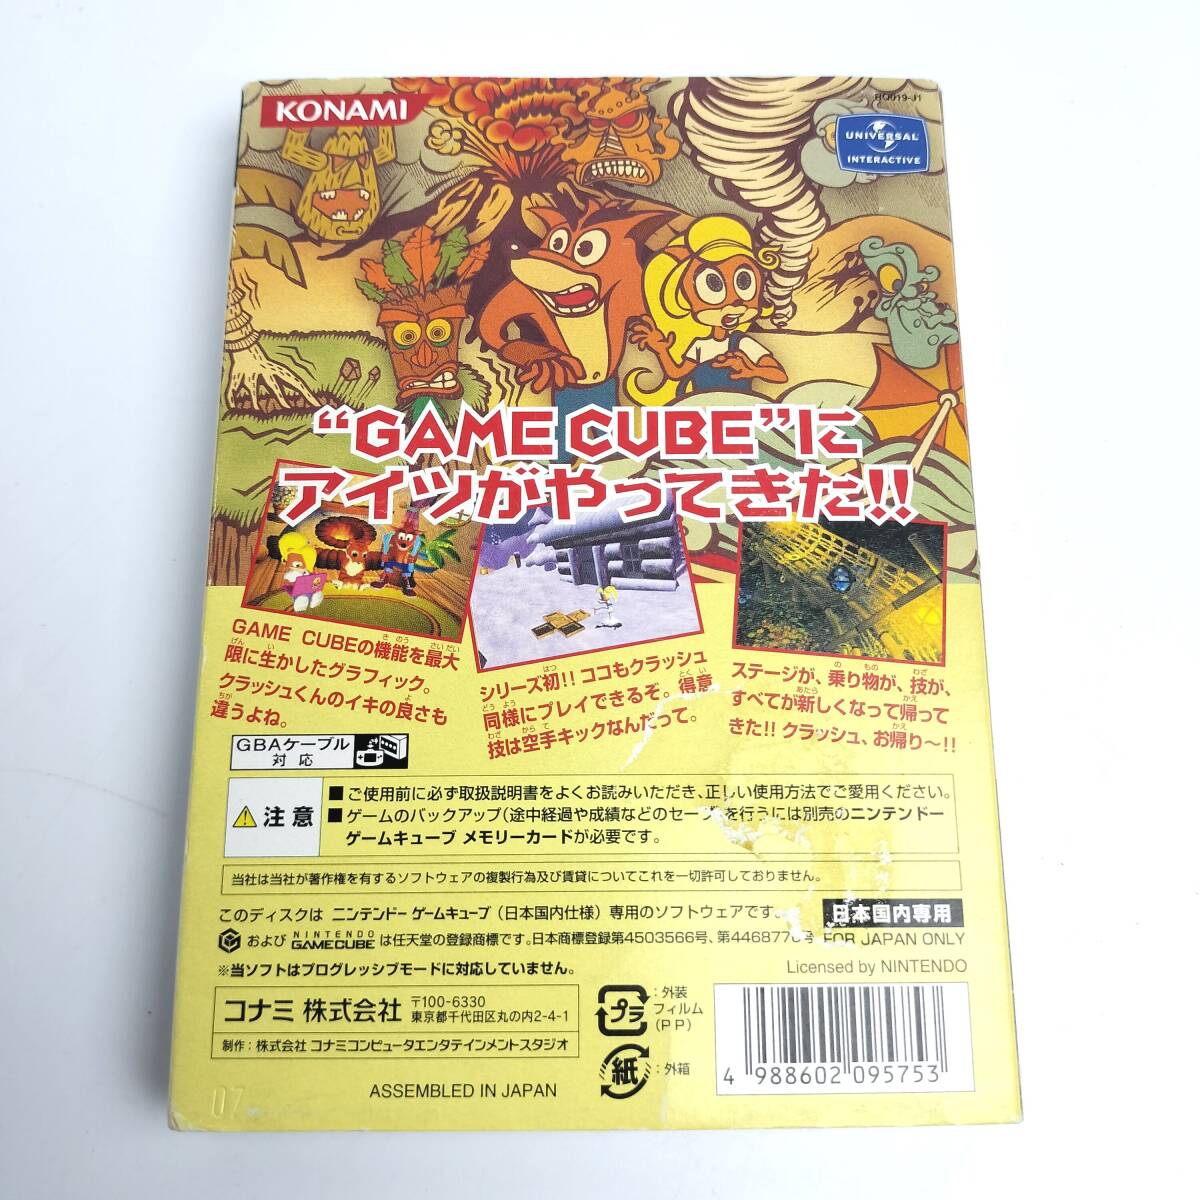 KONAMI
RQ019-J1
UNIVERSAL
INTERACTIVE
“GAME CUBE”に
アイツがやってきた!!
GAME CUBEの機能を最大
限に生かしたグラフィック。
クラッシュくんのイキの良さも
違うよね。
シリーズ初!! ココもクラッシュ
同様にプレイできるぞ。得意
技は空手キックなんだって。
ステージが、乗り物が、技が、
すべてが新しくなって帰って
きた!! クラッシュ、お帰り〜!!
GBAケーブル
対応
注意
■ご使用前に必ず取扱説明書をよくお読みいただき、正しい使用方法でご愛用ください。
■ゲームのバックアップ(途中経過や成績などのセーブ)を行うには別売のニンテンドー
ゲームキューブ メモリーカードが必要です。
当社は当社が著作権を有するソフトウェアの複製行為及び賃貸についてこれを一切許可しておりません。
このディスクは ニンテンドーゲームキューブ (日本国内仕様) 専用のソフトウェアです。
日本国内専用
および NINTENDO GAMECUBE は任天堂の登録商標です。日本商標登録第4503566号、第4468770号
FOR JAPAN ONLY
※当ソフトはプログレッシブモードに対応していません。
Licensed by NINTENDO
コナミ 株式会社
〒100-6330
東京都千代田区丸の内2-4-1
制作:株式会社 コナミコンピュータエンタテインメントスタジオ
プラ
:外装
フィルム
(PP)
紙
:外箱
4 988602 095753
ASSEMBLED IN JAPAN
07